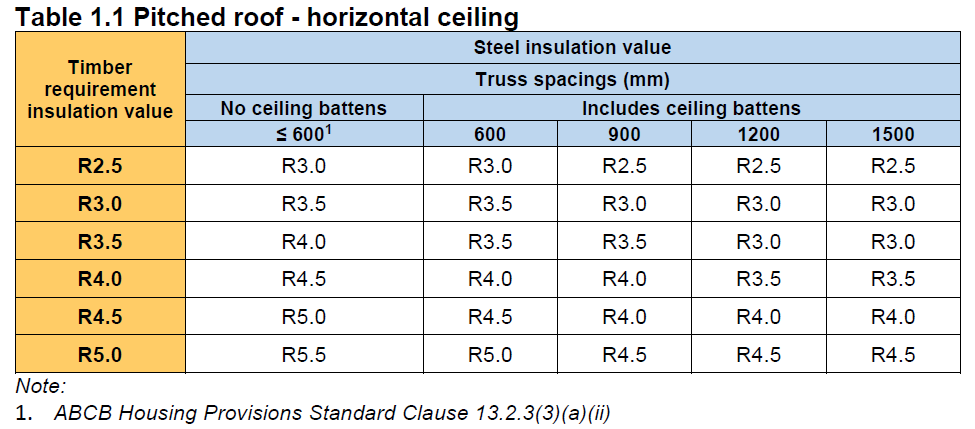 Table 1.1 Pitched roof - horizontal ceiling
Timber requirement insulation value
Steel insulation value
Truss spacings (mm)
No ceiling battens Includes ceiling battens
≤ 600¹ 600 900 1200 1500
R2.5 R3.0 R3.0 R2.5 R2.5 R2.5
R3.0 R3.5 R3.5 R3.0 R3.0 R3.0
R3.5 R4.0 R3.5 R3.5 R3.0 R3.0
R4.0 R4.5 R4.0 R4.0 R3.5 R3.5
R4.5 R5.0 R4.5 R4.0 R4.0 R4.0
R5.0 R5.5 R5.0 R4.5 R4.5 R4.5
Note:
1. ABCB Housing Provisions Standard Clause 13.2.3(3)(a)(ii)